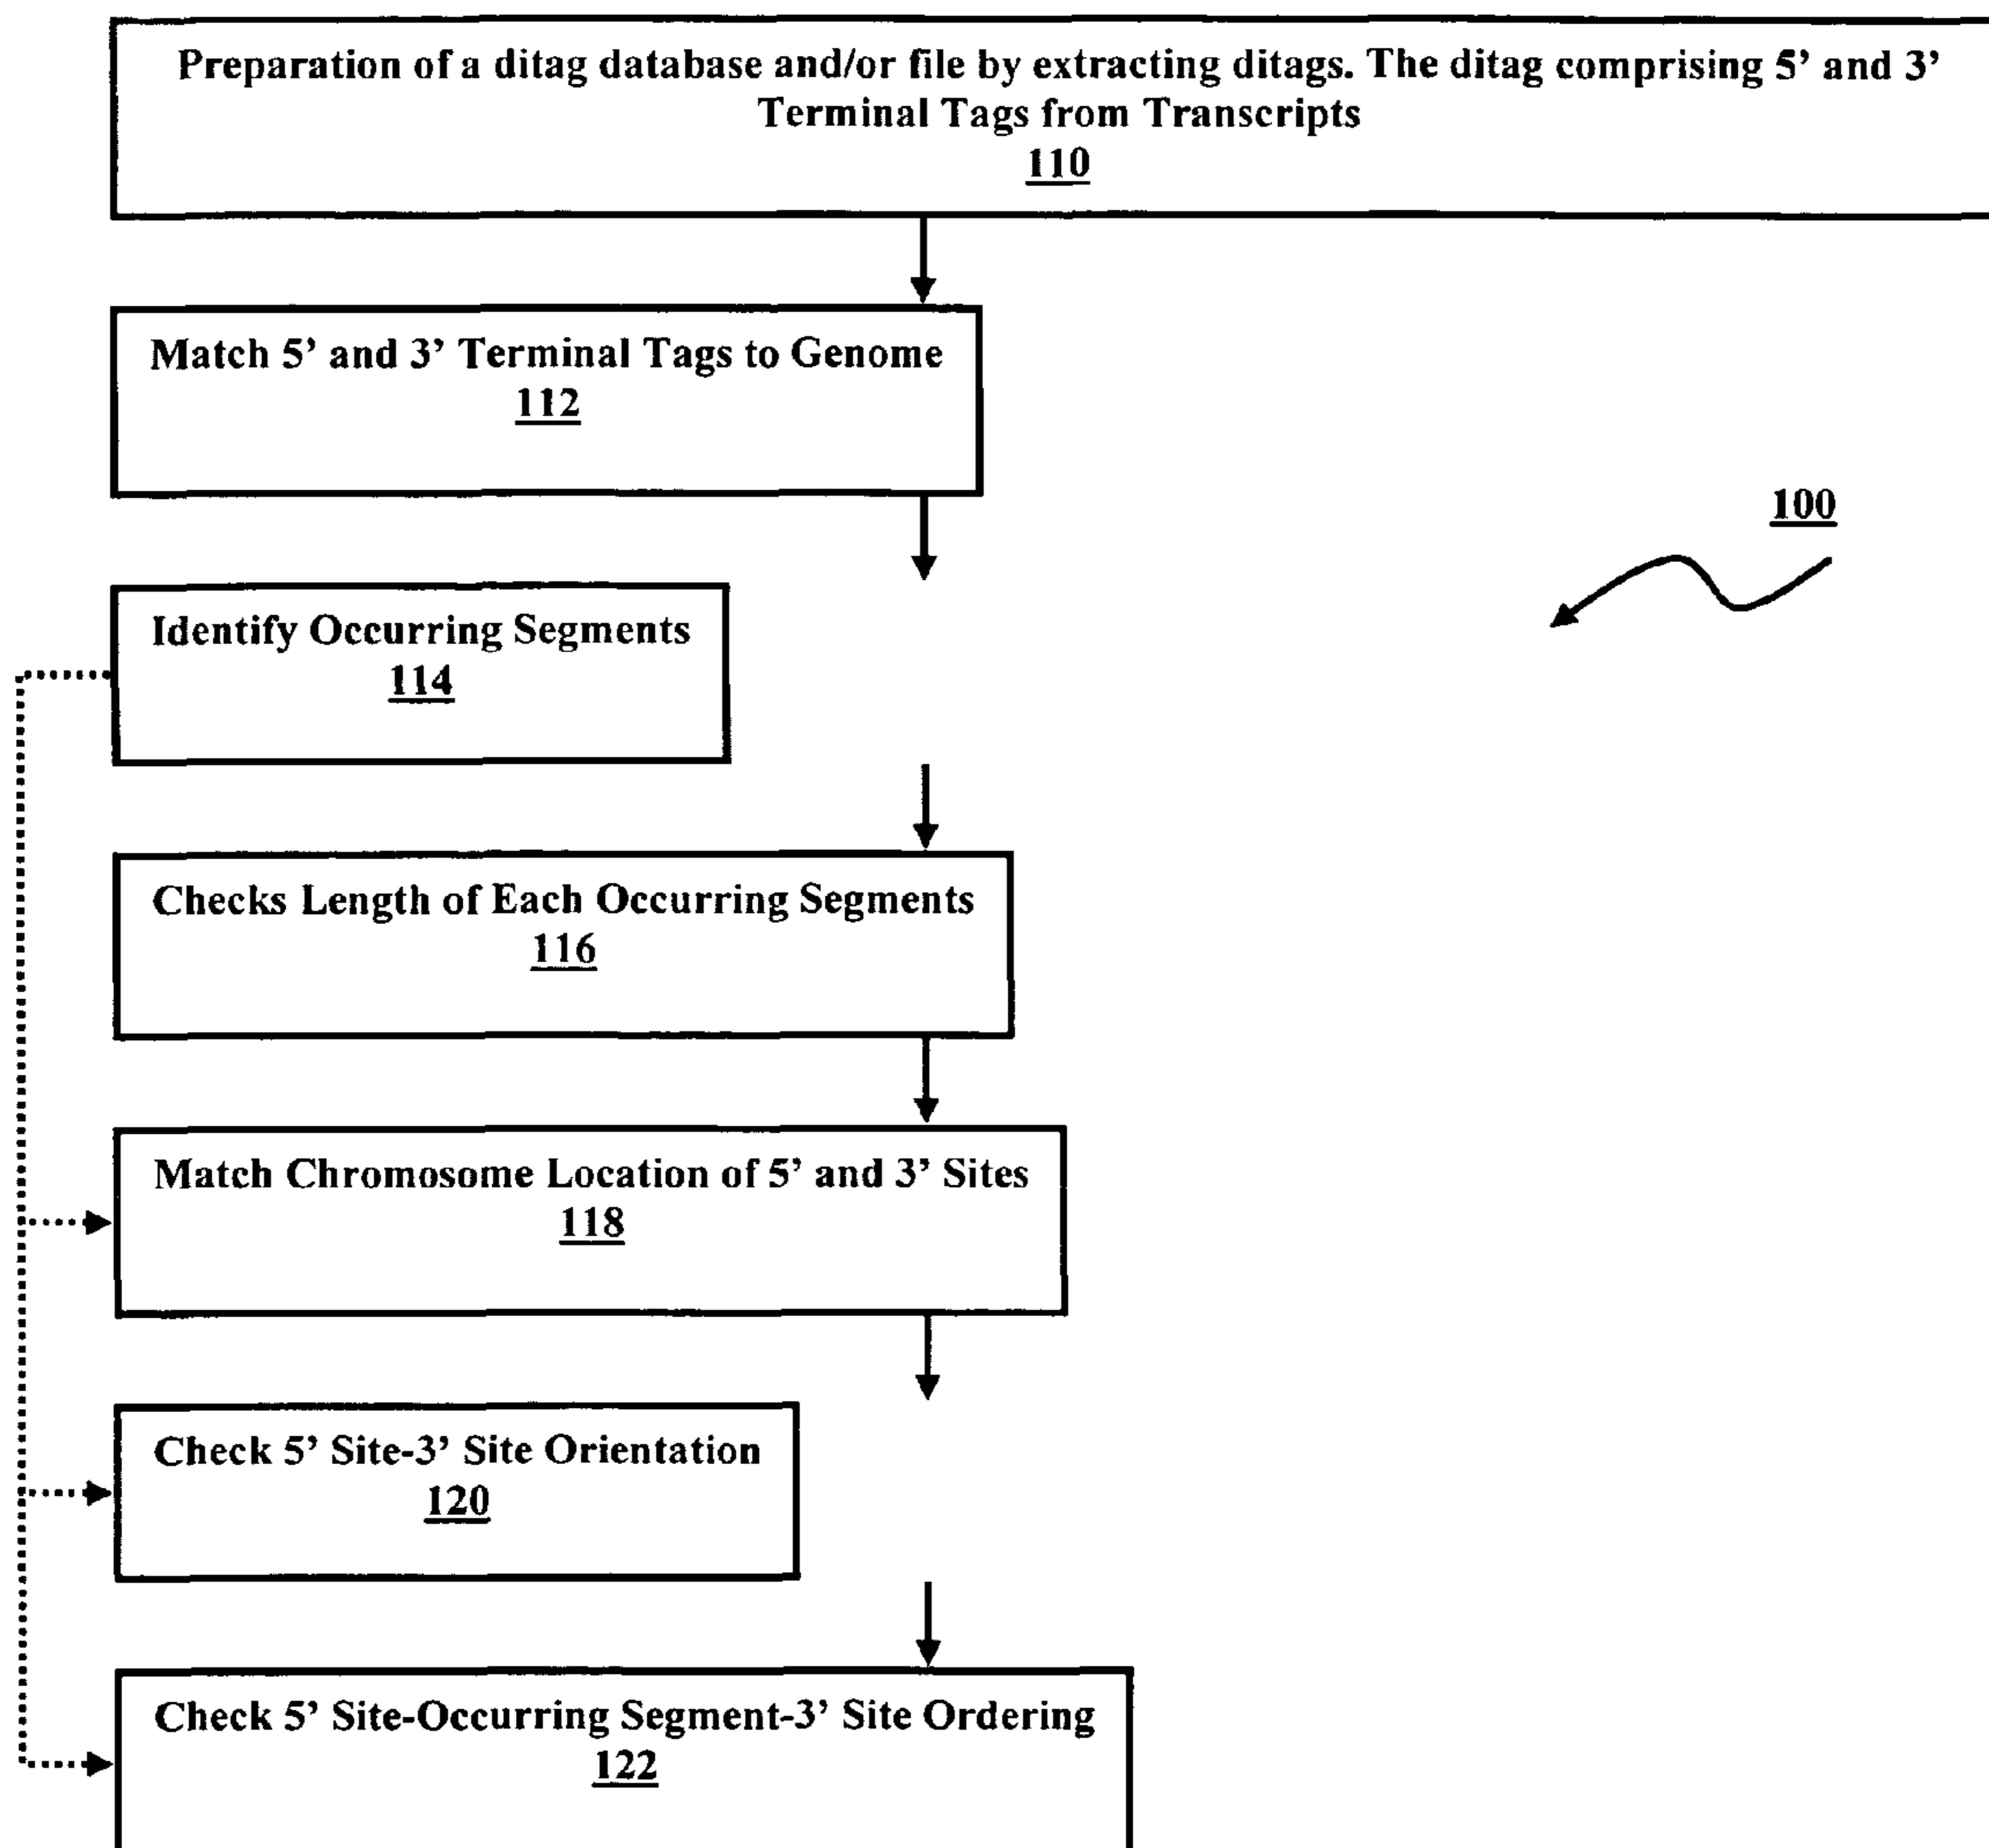 Preparation of a ditag database and/or file by extracting ditags. The ditag comprising 5’ and 3’
Terminal Tags from Transcripts
110
Match 5’ and 3’ Terminal Tags to Genome
112
100
Identify Occurring Segments
114
Checks Length of Each Occurring Segments
116
Match Chromosome Location of 5’ and 3’ Sites
118
Check 5’ Site-3’ Site Orientation
120
Check 5’ Site-Occurring Segment-3’ Site Ordering
122